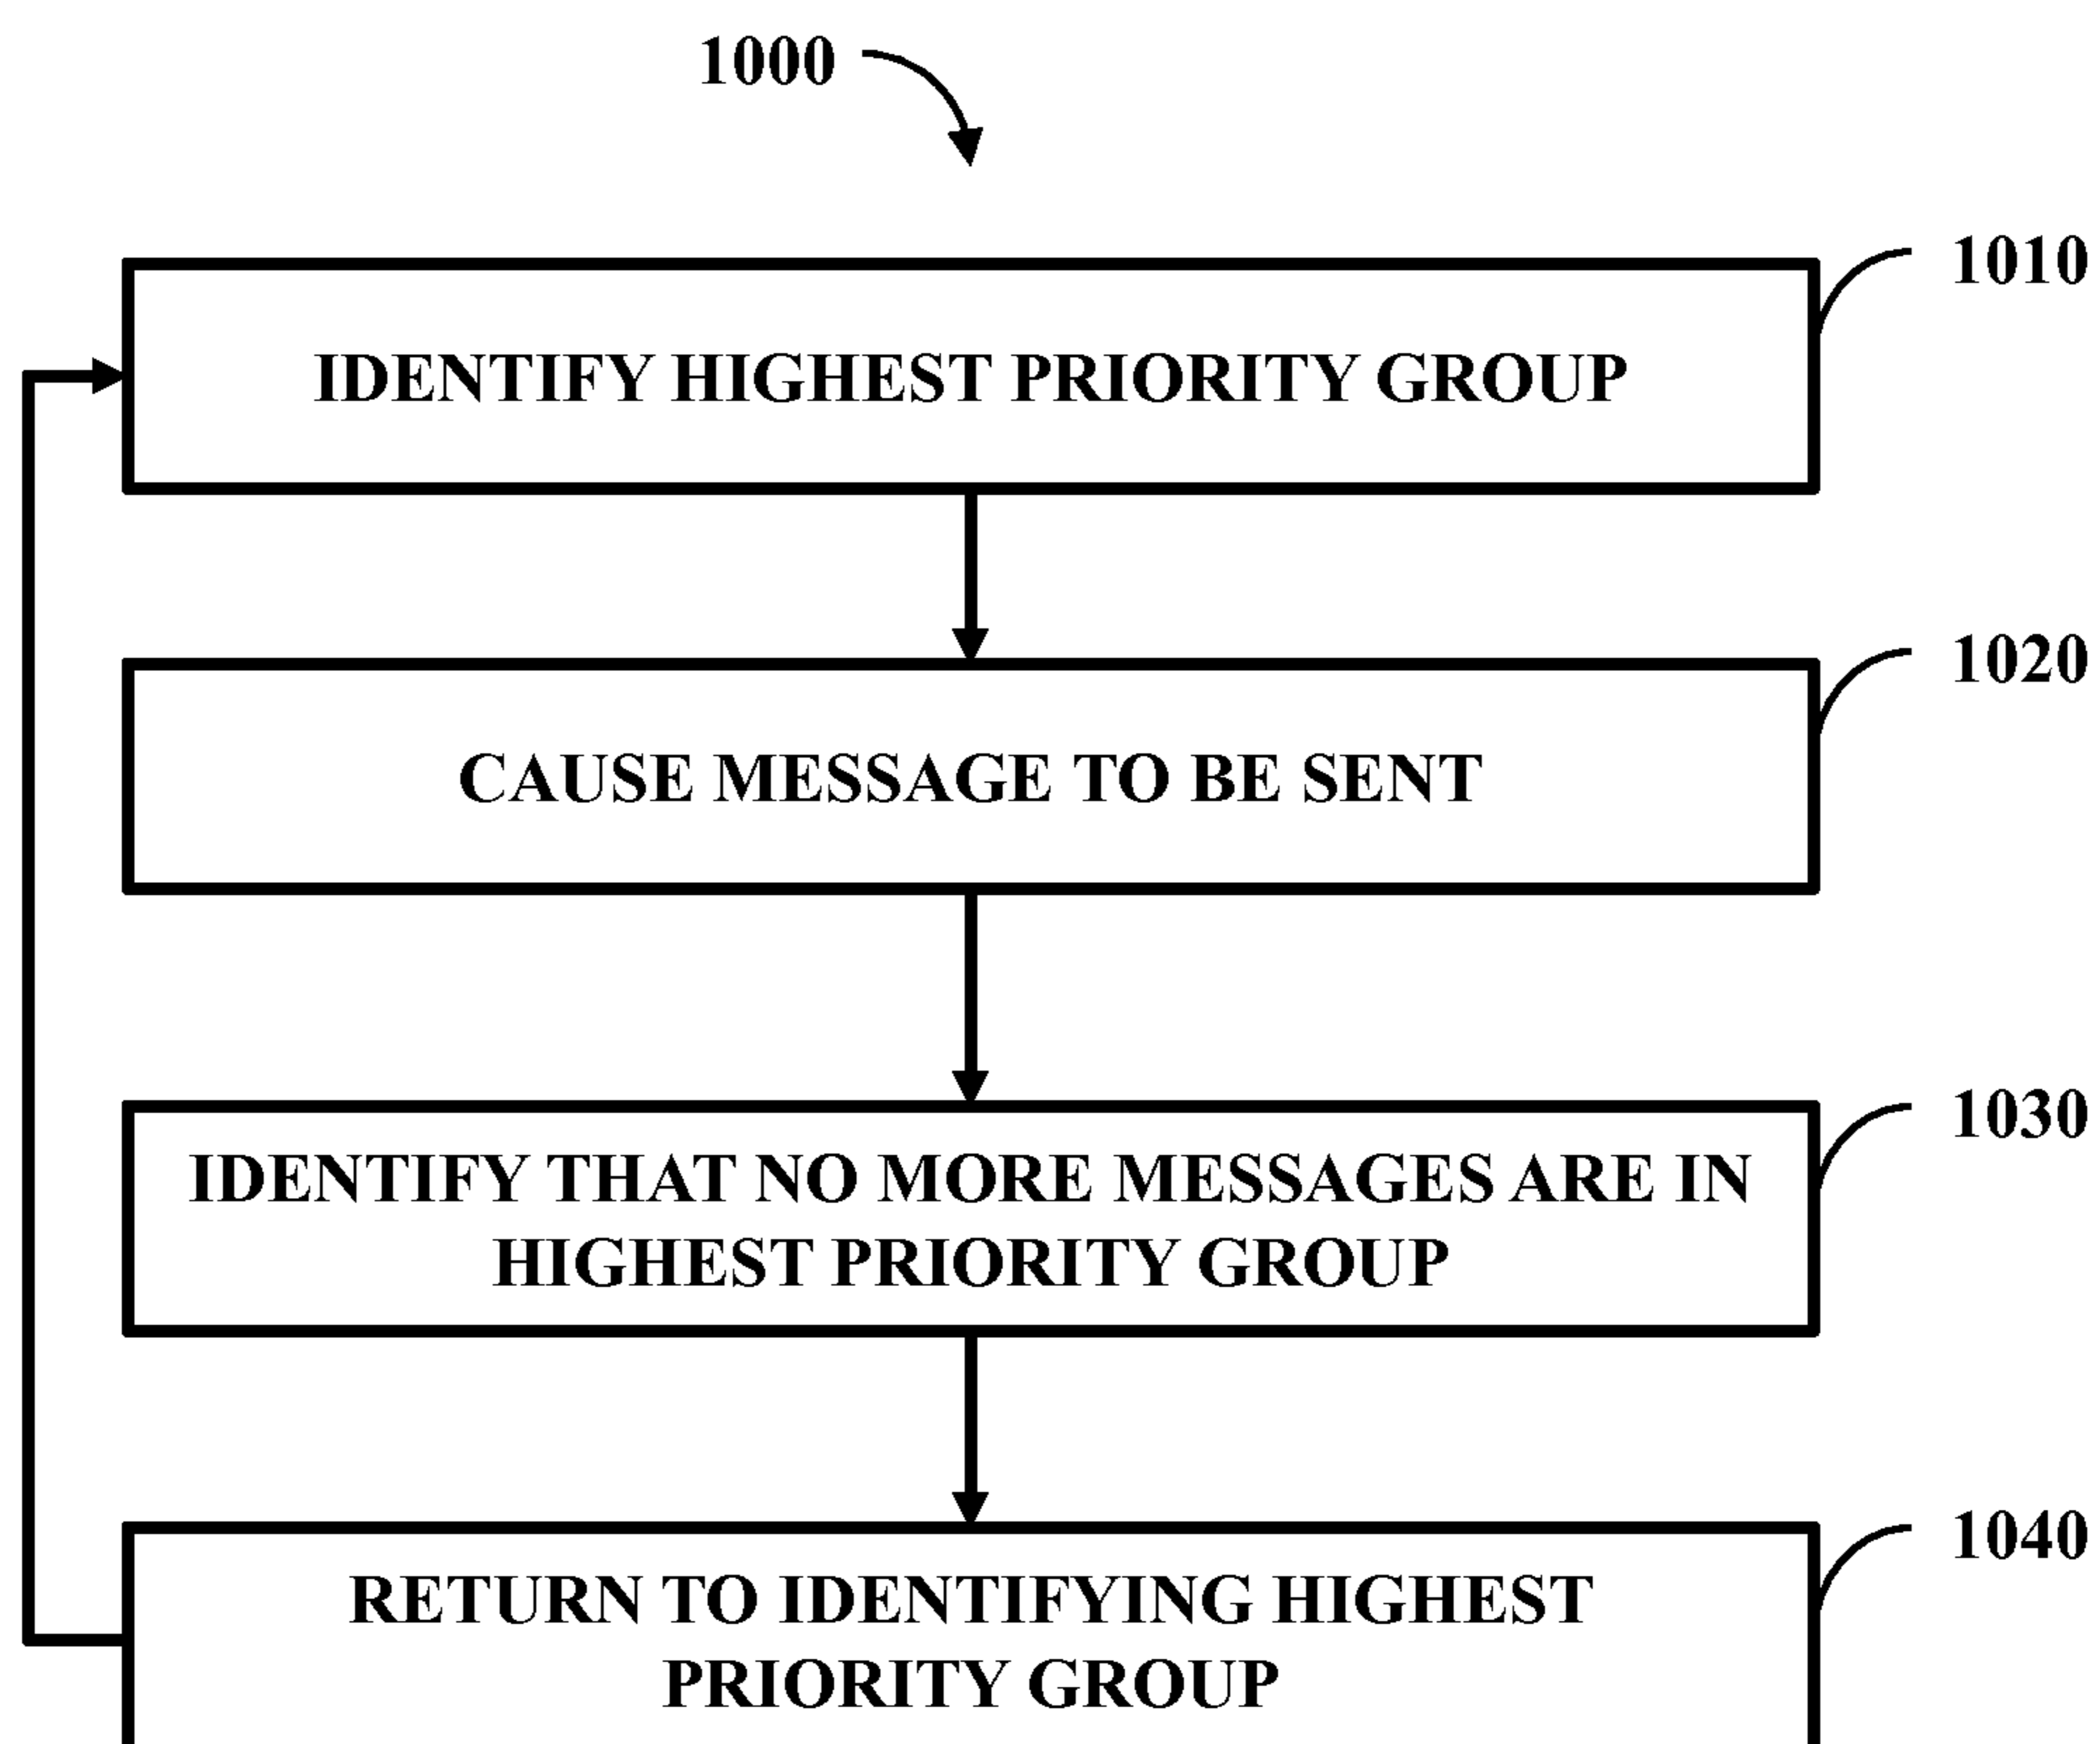 1000
1010
IDENTIFY HIGHEST PRIORITY GROUP
1020
CAUSE MESSAGE TO BE SENT
1030
IDENTIFY THAT NO MORE MESSAGES ARE IN
HIGHEST PRIORITY GROUP
1040
RETURN TO IDENTIFYING HIGHEST
PRIORITY GROUP